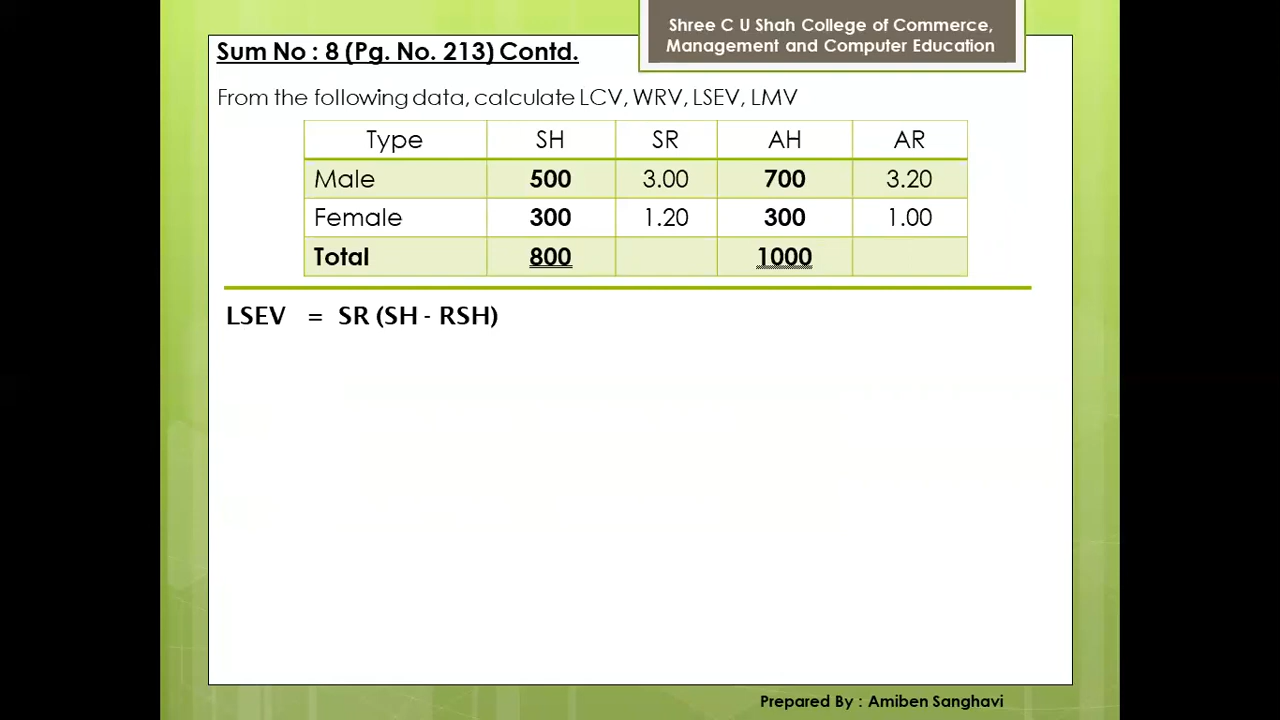 Shree C U Shah College of Commerce,
Management and Computer Education
Sum No : 8 (Pg. No. 213) Contd.
From the following data, calculate LCV, WRV, LSEV, LMV
Type SH SR AH AR
Male 500 3.00 700 3.20
Female 300 1.20 300 1.00
Total 800 1000
LSEV = SR (SH - RSH)
Prepared By : Amiben Sanghavi